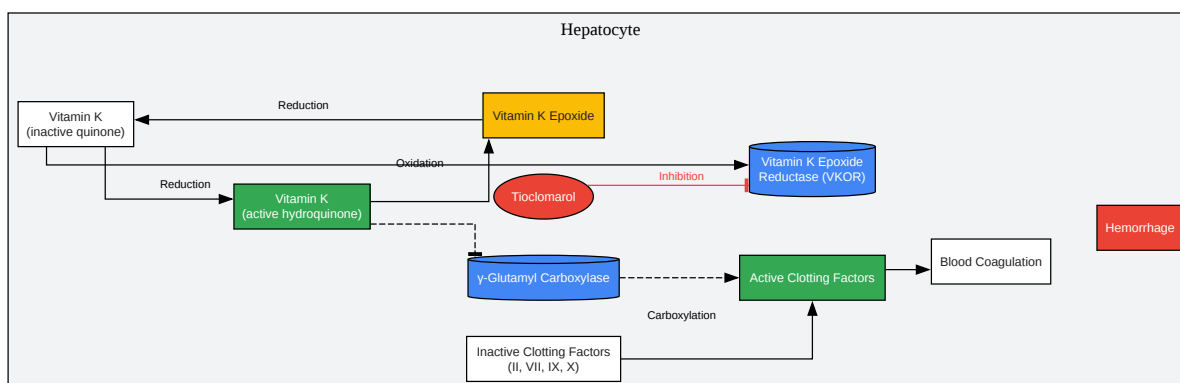 Hepatocyte
Reduction
Vitamin K Epoxide
Vitamin K
(inactive quinone)
Oxidation
Vitamin K Epoxide
Reductase (VKOR)
Inhibition
Reduction
Vitamin K
(active hydroquinone)
Tioclomarol
Hemorrhage
Blood Coagulation
γ-Glutamyl Carboxylase
Active Clotting Factors
Carboxylation
Inactive Clotting Factors
(II, VII, IX, X)